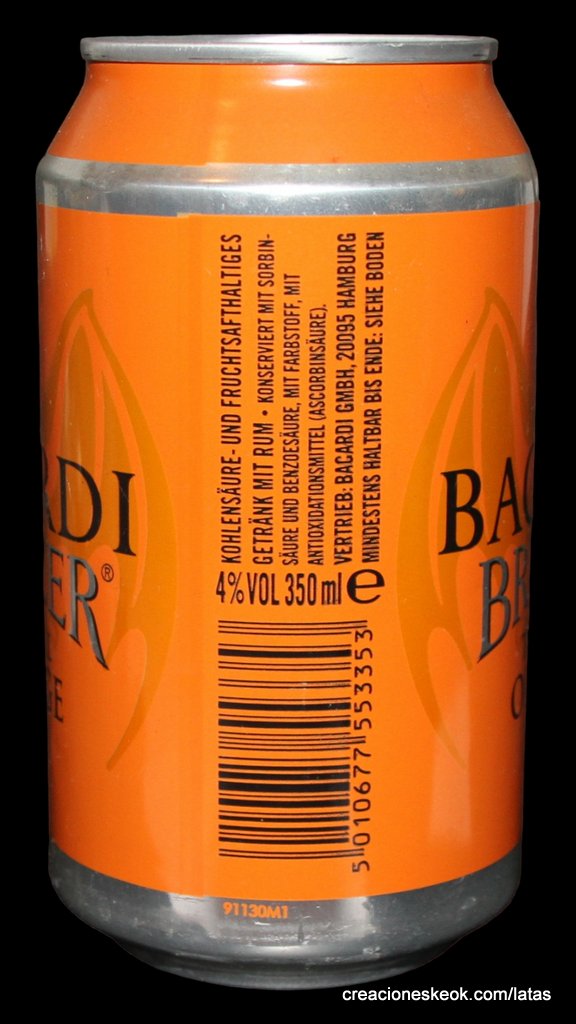 KOHLENSÄURE- UND FRUCHTSAFTHALTIGES
GETRÄNK MIT RUM • KONSERVIERT MIT SORBIN-
SÄURE UND BENZOESÄURE, MIT FARBSTOFF, MIT
ANTIOXIDATIONSMITTEL (ASCORBINSÄURE).
VERTRIEB: BACARDI GMBH, 20095 HAMBURG
MINDESTENS HALTBAR BIS ENDE: SIEHE BODEN
4%VOL 350 ml e
5 010677 553353
RDI
ER®
GE
BAC
BR
O
91130M1
creacioneskeok.com/latas